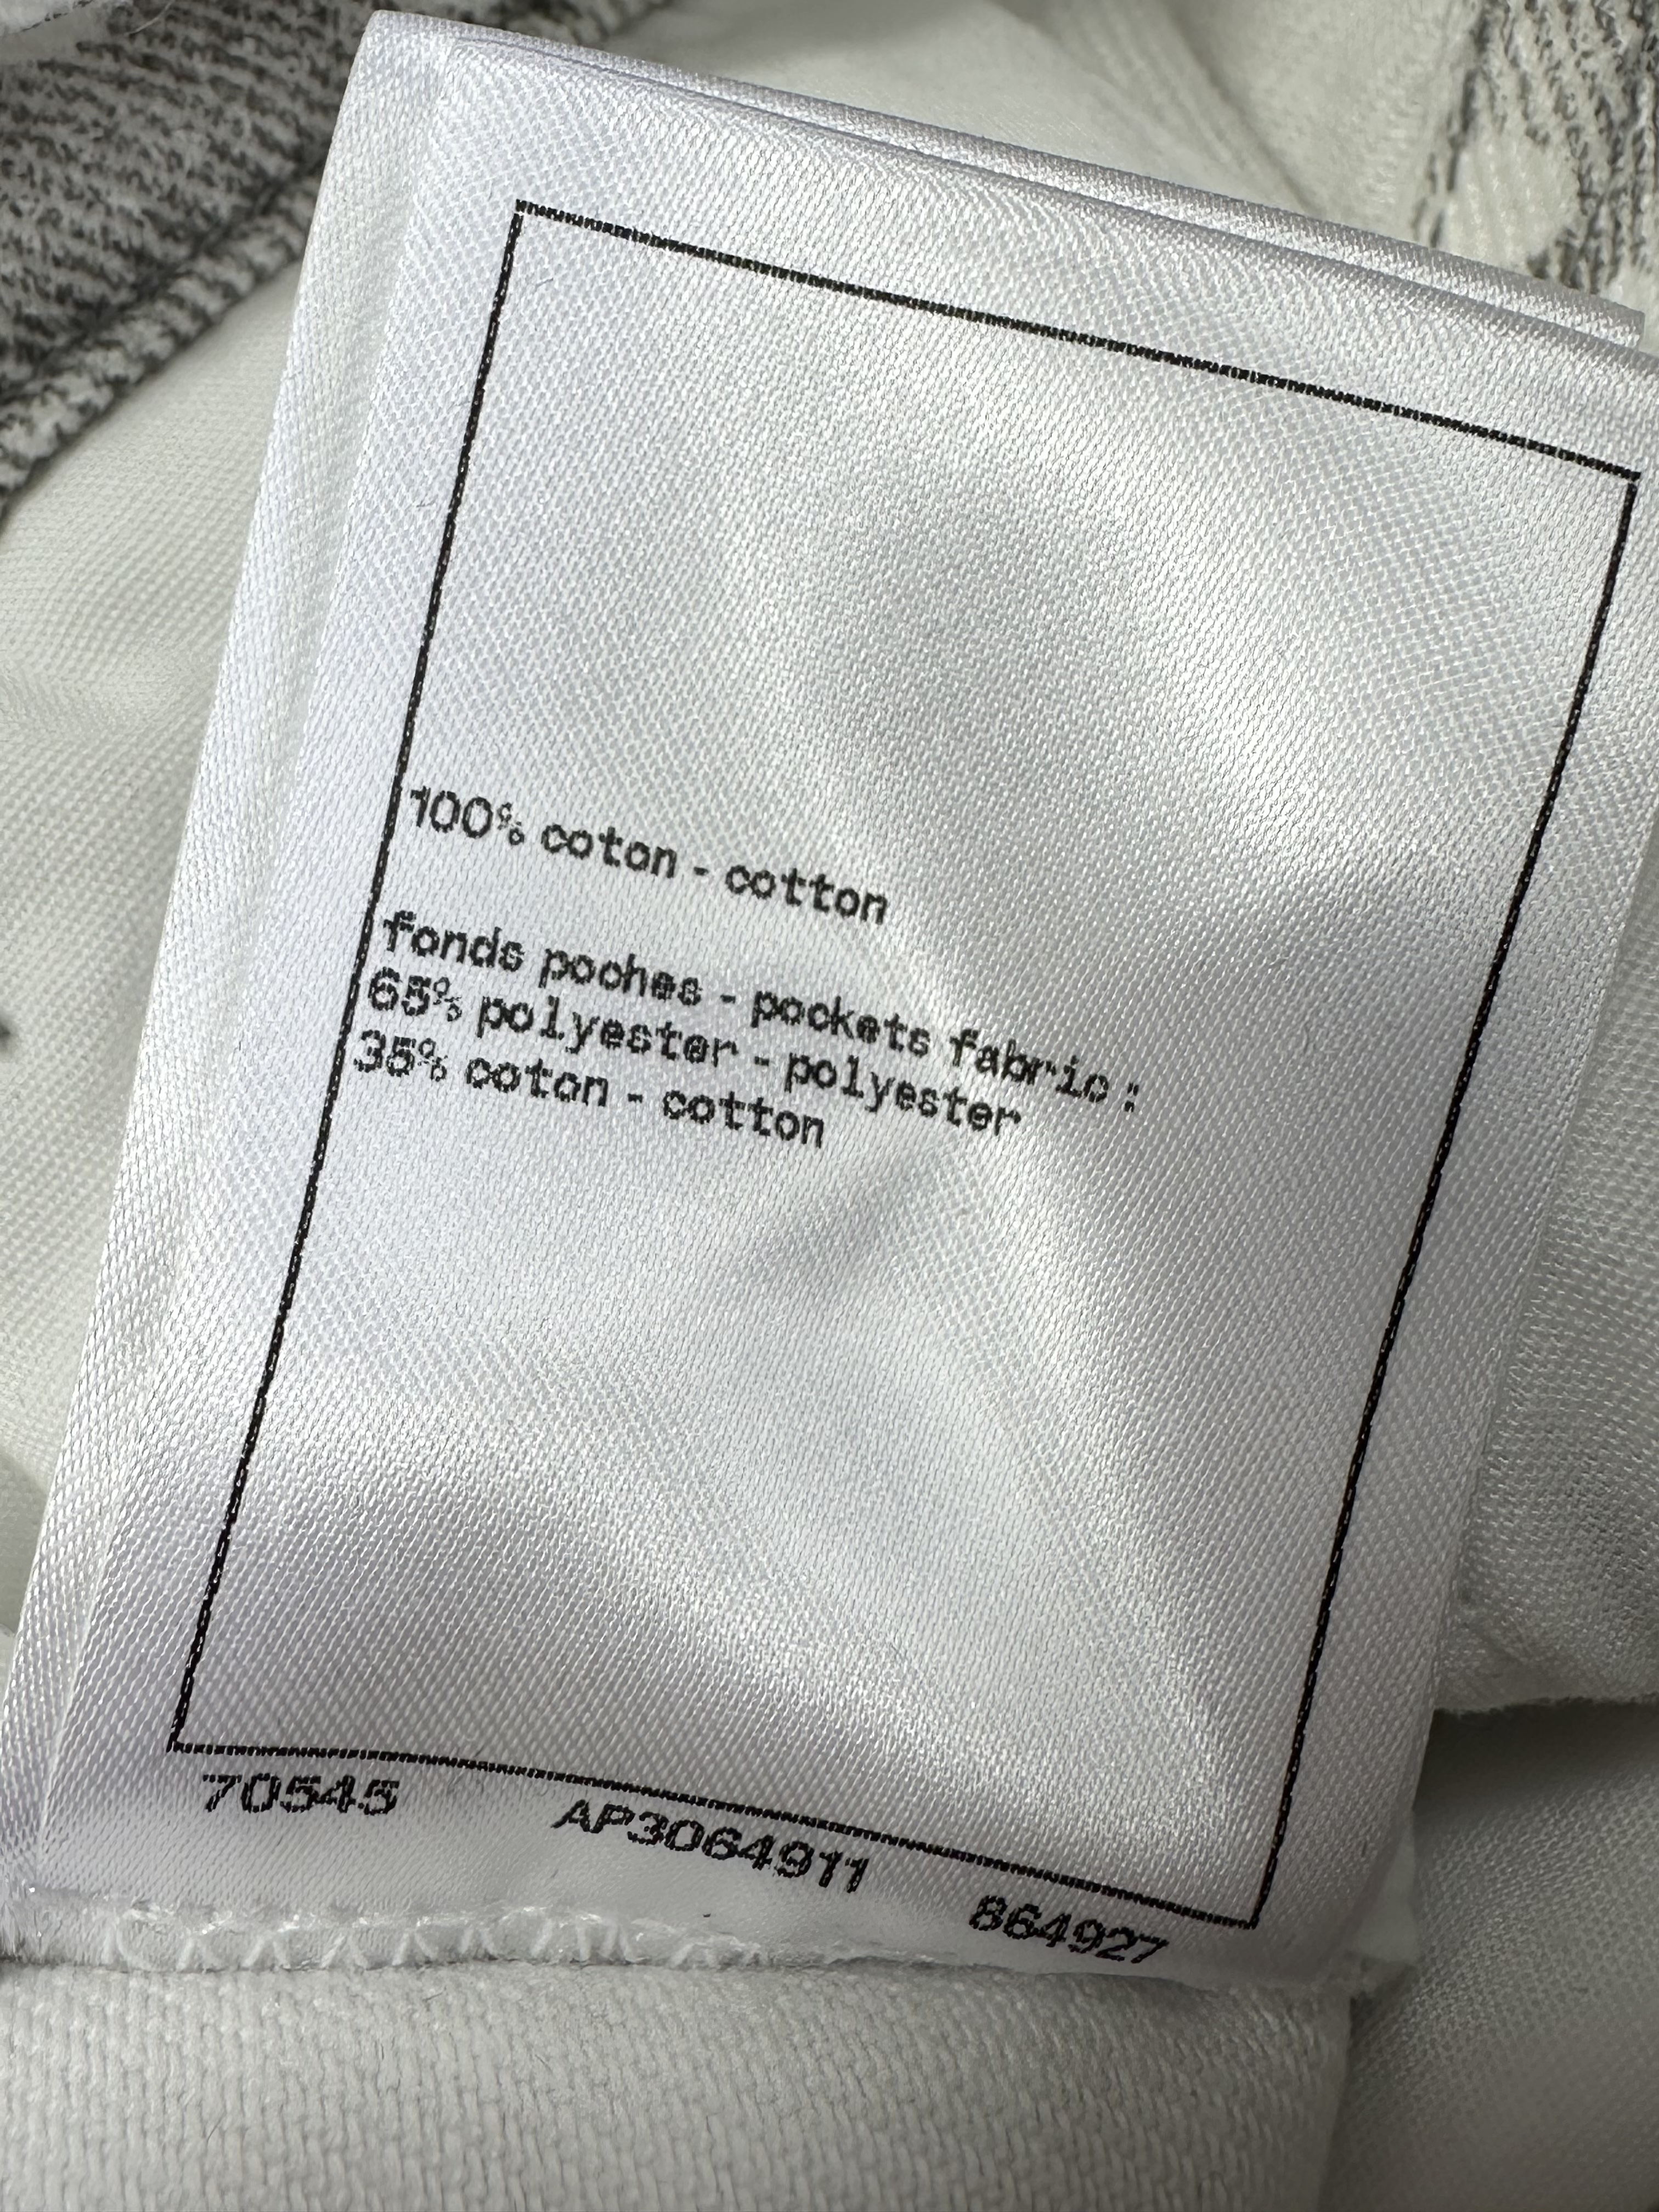 100% coton - cotton
fonds poches - pockets fabric :
65% polyester - polyester
35% coton - cotton
70545 AP3064911 864927